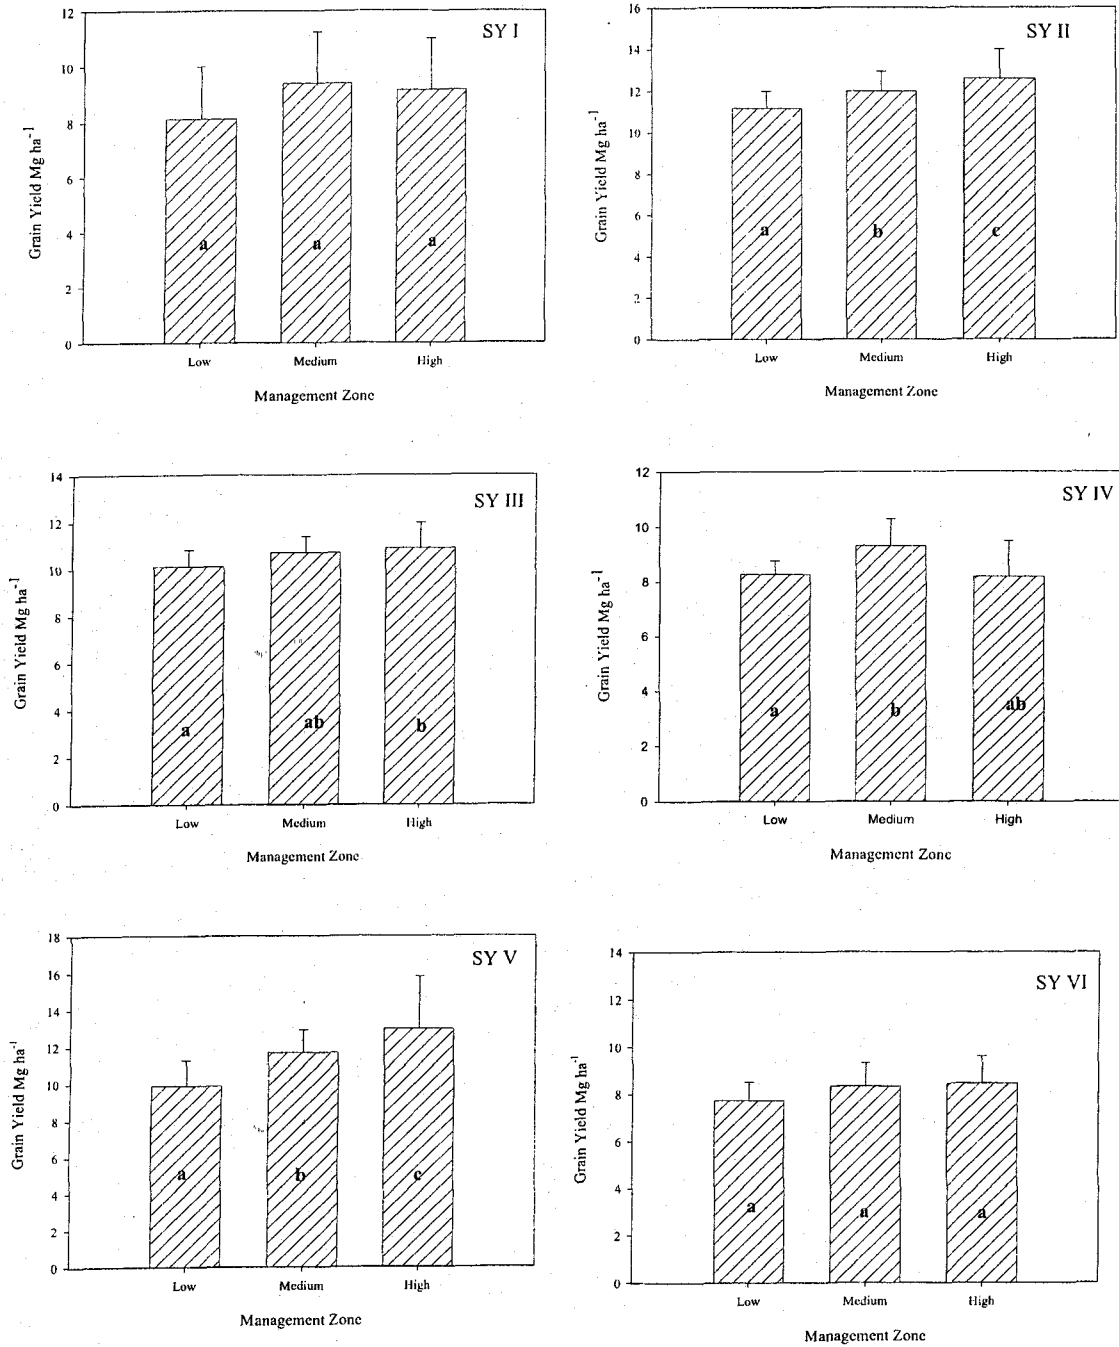 SY I
12
10
8
6
4
2
0
Grain Yield Mg ha⁻¹
a a a
Low Medium High
Management Zone
SY II
16
14
12
10
8
6
4
2
0
Grain Yield Mg ha⁻¹
a b c
Low Medium High
Management Zone
SY III
14
12
10
8
6
4
2
0
Grain Yield Mg ha⁻¹
a ab b
Low Medium High
Management Zone
SY IV
12
10
8
6
4
2
0
Grain Yield Mg ha⁻¹
a b ab
Low Medium High
Management Zone
SY V
18
16
14
12
10
8
6
4
2
0
Grain Yield Mg ha⁻¹
a b c
Low Medium High
Management Zone
SY VI
14
12
10
8
6
4
2
0
Grain Yield Mg ha⁻¹
a a a
Low Medium High
Management Zone